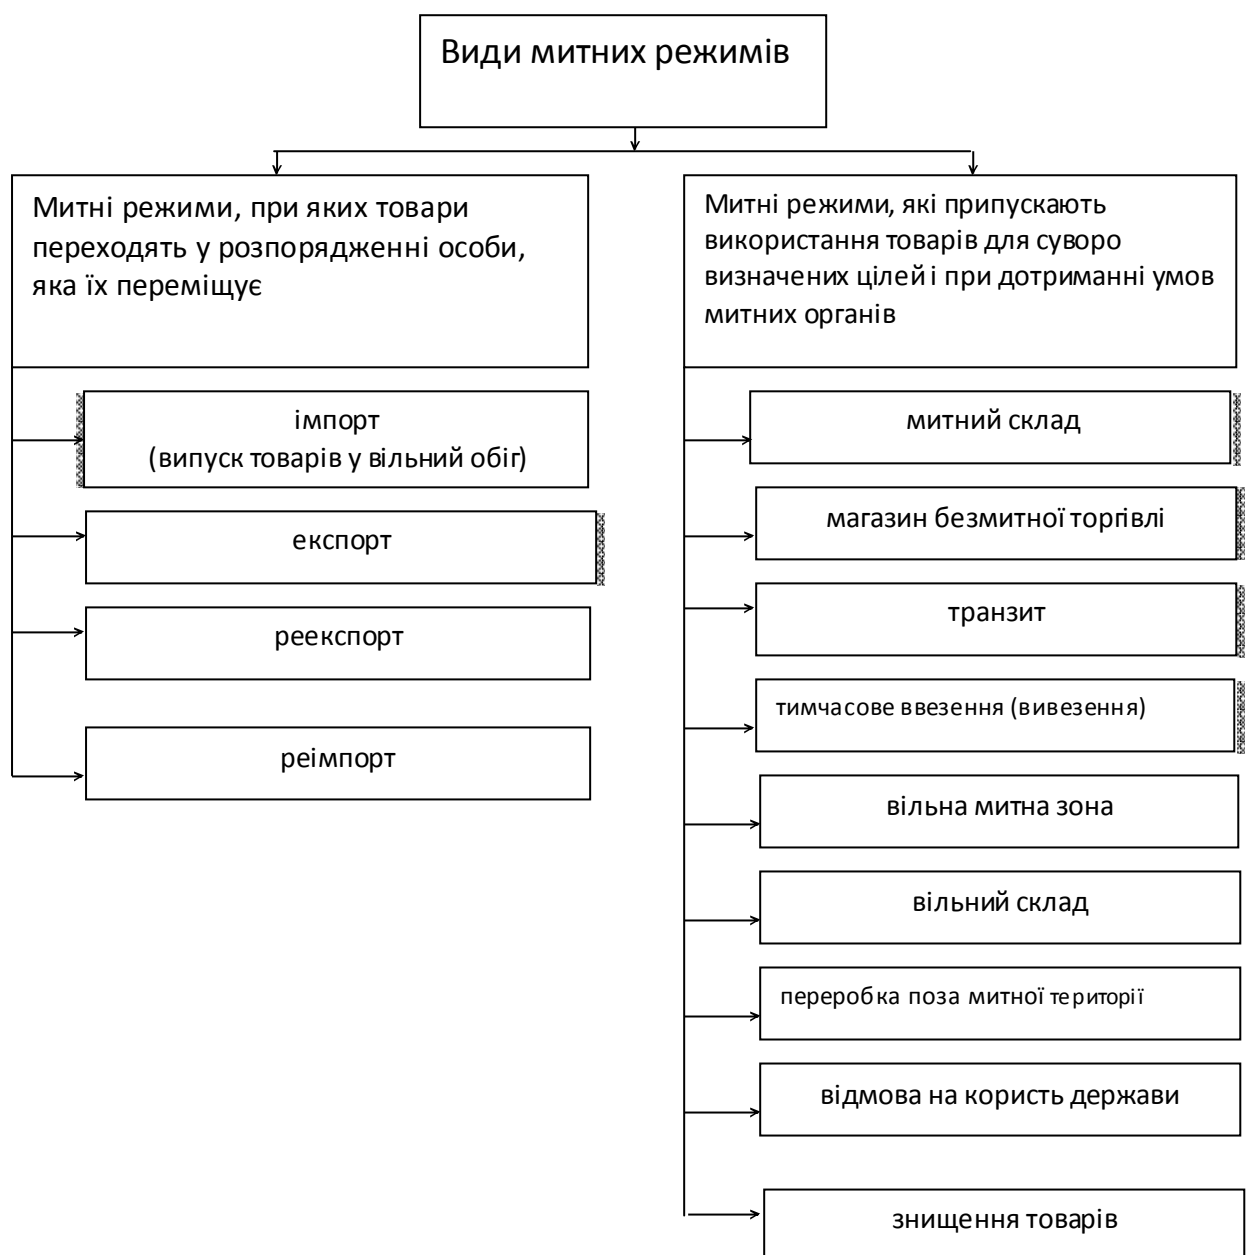 Види митних режимів
Митні режими, при яких товари
переходять у розпорядженні особи,
яка їх переміщує
імпорт
(випуск товарів у вільний обіг)
експорт
реекспорт
реімпорт
Митні режими, які припускають
використання товарів для суворо
визначених цілей і при дотриманні умов
митних органів
митний склад
магазин безмитної торгівлі
транзит
тимчасове ввезення (вивезення)
вільна митна зона
вільний склад
переробка поза митної території
відмова на користь держави
знищення товарів